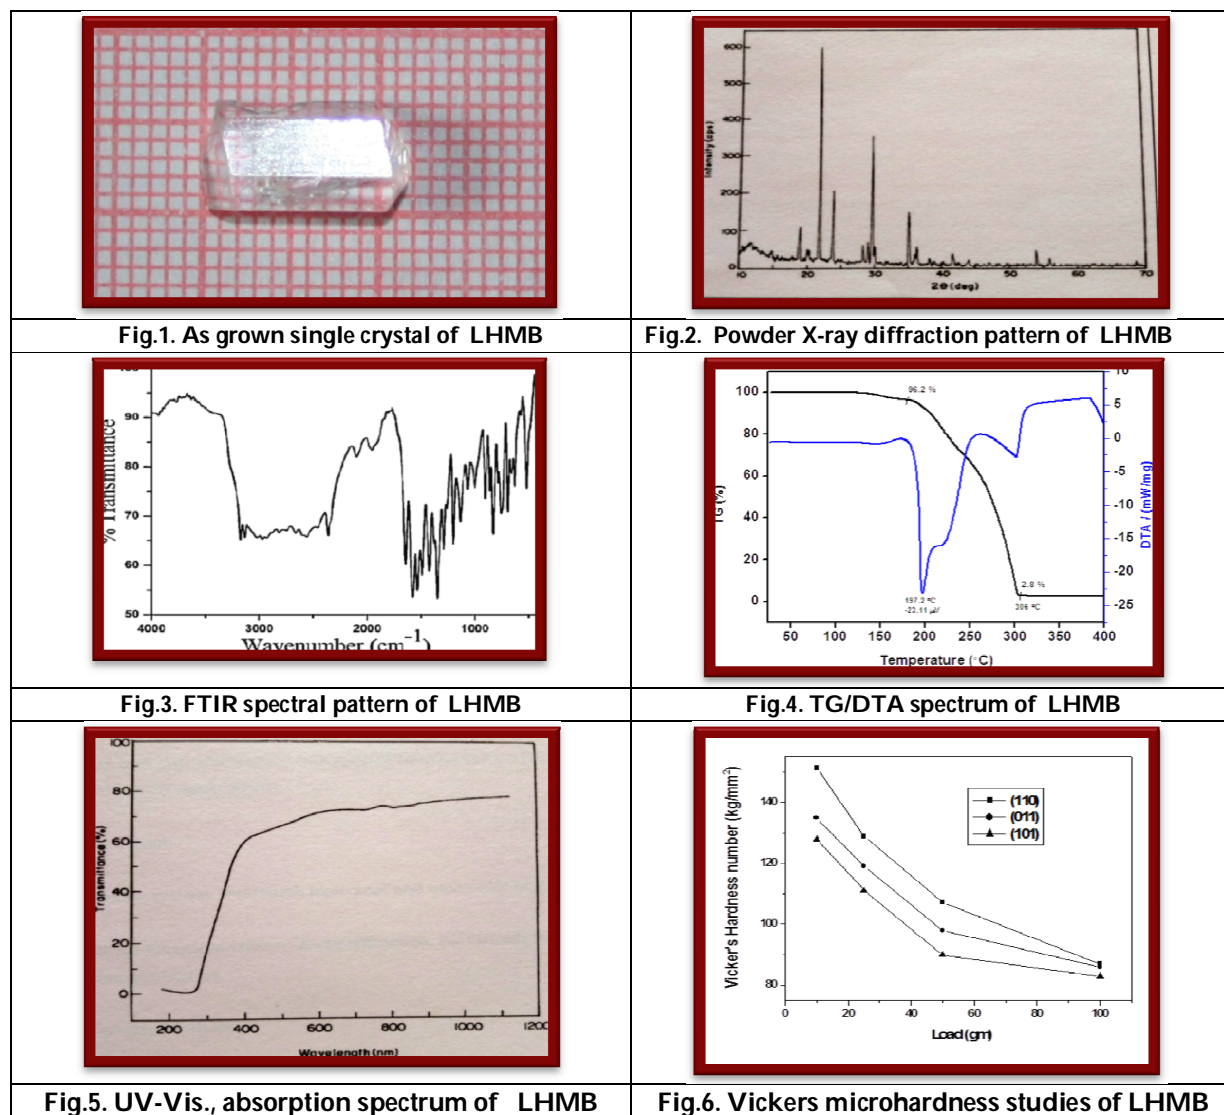 600
400
200
100
0
Intensity (cps)
10 20 30 40 50 60 70
2θ (deg)
Fig.1. As grown single crystal of LHMB
Fig.2. Powder X-ray diffraction pattern of LHMB
100
90
80
70
60
50
% Transmittance
4000 3000 2000 1000
Wavenumber (cm⁻¹)
100
80
60
40
20
0
TG (%)
96.2 %
197.2 °C
2.8 %
306 °C
10
5
0
-5
-10
-15
-20
-25
DTA / (mW/mg)
50 100 150 200 250 300 350 400
Temperature (°C)
Fig.3. FTIR spectral pattern of LHMB
Fig.4. TG/DTA spectrum of LHMB
100
80
60
40
20
0
Transmittance (%)
200 400 600 800 1000 1200
Wavelength (nm)
140
120
100
80
Vicker's Hardness number (kg/mm²)
(110)
(011)
(101)
0 20 40 60 80 100
Load (gm)
Fig.5. UV-Vis., absorption spectrum of LHMB
Fig.6. Vickers microhardness studies of LHMB